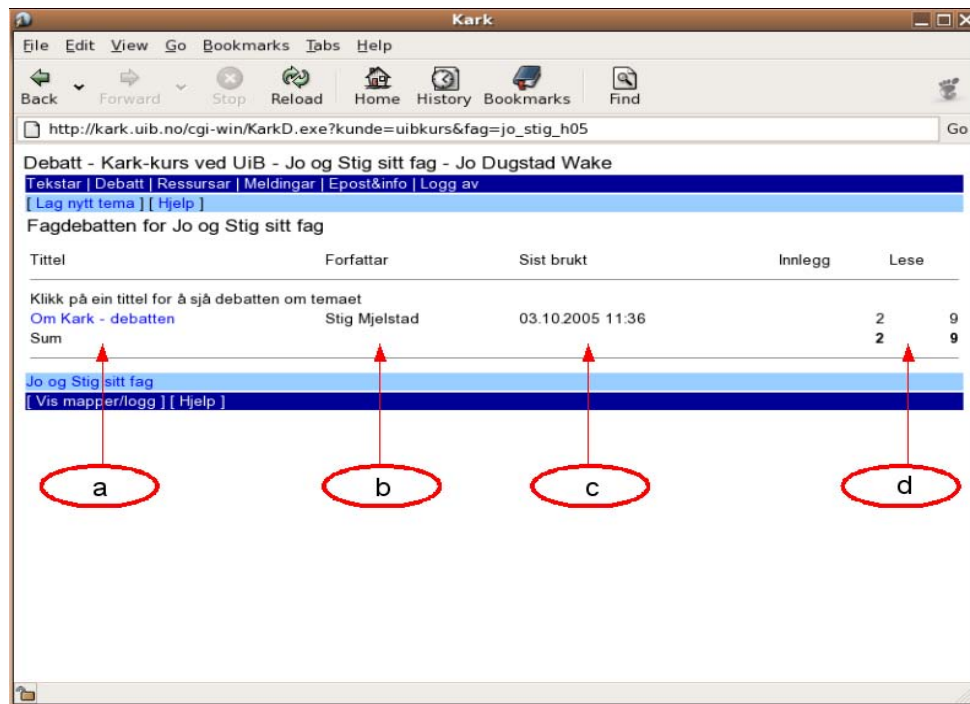 Kark
File Edit View Go Bookmarks Tabs Help
Back Forward Stop Reload Home History Bookmarks Find
http://kark.uib.no/cgi-win/KarkD.exe?kunde=uibkurs&fag=jo_stig_h05 Go
Debatt - Kark-kurs ved UiB - Jo og Stig sitt fag - Jo Dugstad Wake
Tekstar | Debatt | Ressursar | Meldingar | Epost&info | Logg av
[ Lag nytt tema ] [ Hjelp ]
Fagdebatten for Jo og Stig sitt fag
Tittel Forfattar Sist brukt Innlegg Lese
Klikk på ein tittel for å sjå debatten om temaet
Om Kark - debatten Stig Mjelstad 03.10.2005 11:36 2 9
Sum 2 9
Jo og Stig sitt fag
[ Vis mapper/logg ] [ Hjelp ]
a b c d